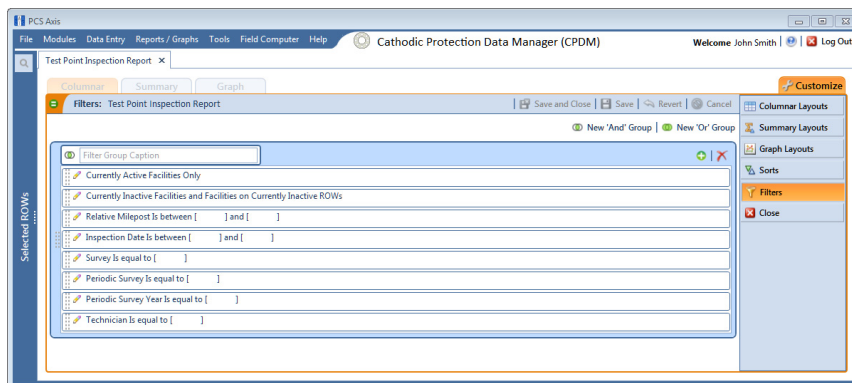 PCS Axis
File Modules Data Entry Reports / Graphs Tools Field Computer Help Cathodic Protection Data Manager (CPDM) Welcome John Smith | | Log Out
Test Point Inspection Report X
Columnar Summary Graph Customize
Filters: Test Point Inspection Report | Save and Close | Save | Revert | Cancel
Columnar Layouts
New 'And' Group | New 'Or' Group
Summary Layouts
Filter Group Caption
Graph Layouts
Currently Active Facilities Only
Sorts
Currently Inactive Facilities and Facilities on Currently Inactive ROWs
Filters
Relative Milepost Is between [ ] and [ ]
Close
Inspection Date Is between [ ] and [ ]
Survey Is equal to [ ]
Periodic Survey Is equal to [ ]
Periodic Survey Year Is equal to [ ]
Technician Is equal to [ ]
Selected ROWs